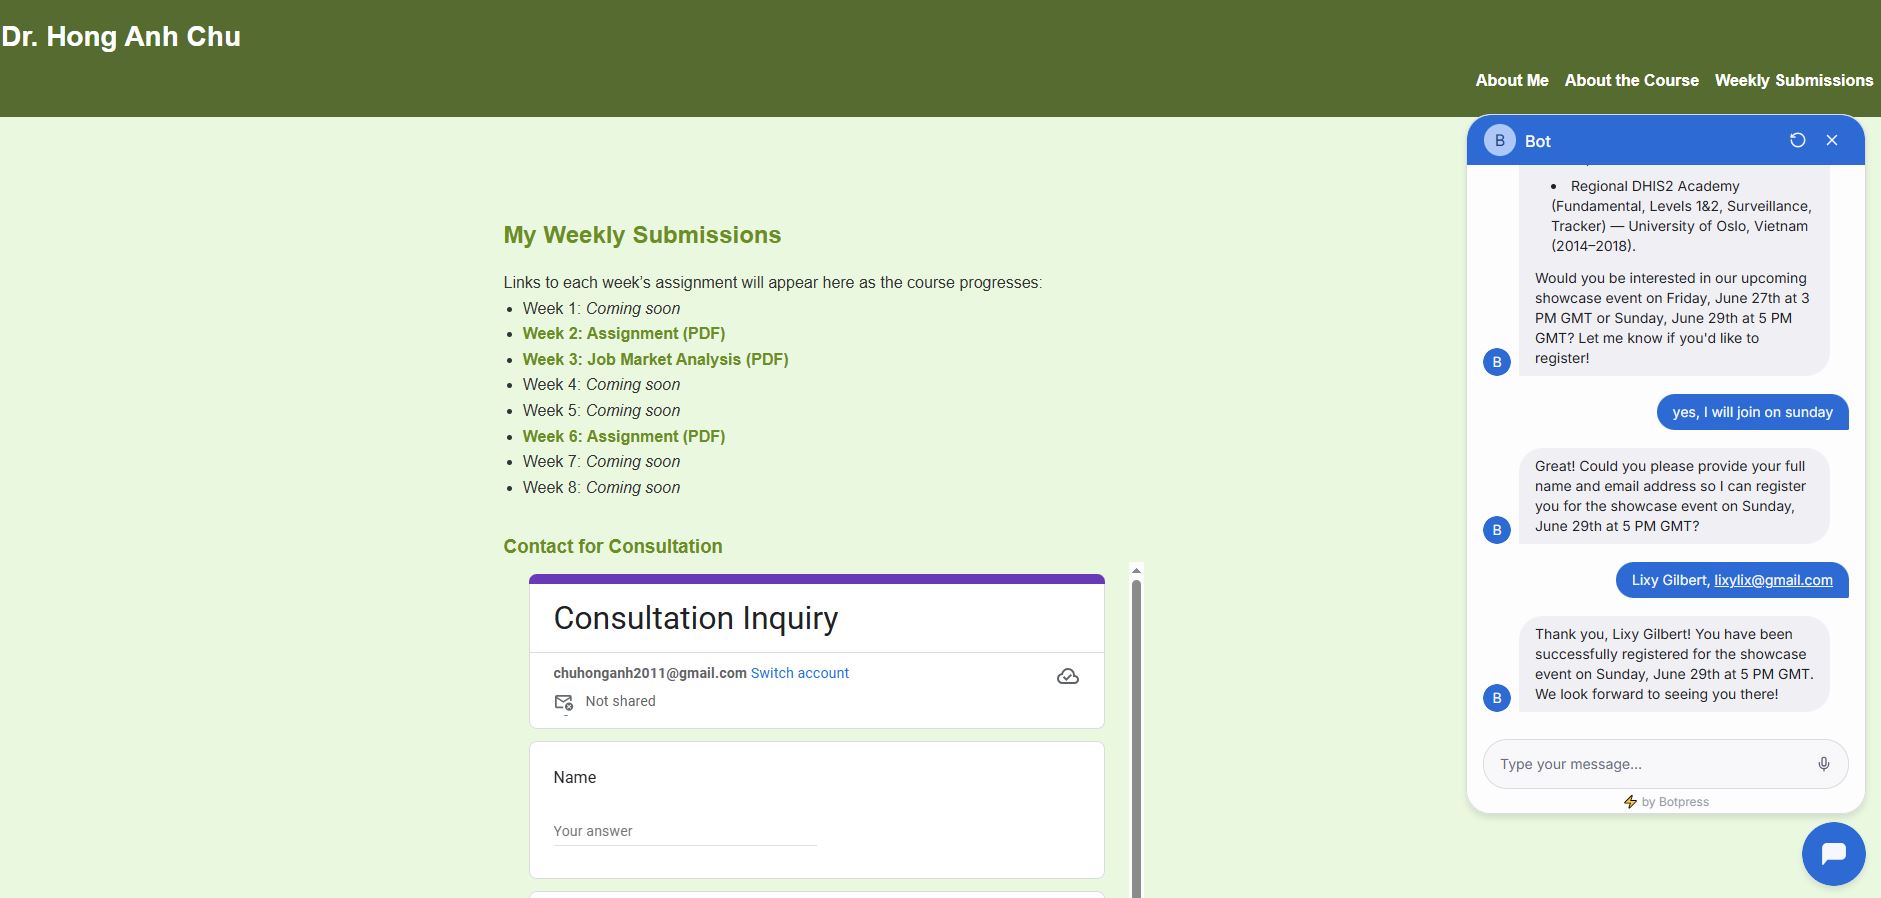 Dr. Hong Anh Chu
About Me
About the Course
Weekly Submissions
My Weekly Submissions
Links to each week’s assignment will appear here as the course progresses:
• Week 1: Coming soon
• Week 2: Assignment (PDF)
• Week 3: Job Market Analysis (PDF)
• Week 4: Coming soon
• Week 5: Coming soon
• Week 6: Assignment (PDF)
• Week 7: Coming soon
• Week 8: Coming soon
Contact for Consultation
Consultation Inquiry
chuhonganh2011@gmail.com Switch account
Not shared
Name
Your answer
B
Bot
• Regional DHIS2 Academy
(Fundamental, Levels 1&2, Surveillance,
Tracker) — University of Oslo, Vietnam
(2014–2018).
Would you be interested in our upcoming
showcase event on Friday, June 27th at 3
PM GMT or Sunday, June 29th at 5 PM
GMT? Let me know if you'd like to
register!
B
yes, I will join on sunday
Great! Could you please provide your full
name and email address so I can register
you for the showcase event on Sunday,
June 29th at 5 PM GMT?
B
Lixy Gilbert, lixylix@gmail.com
Thank you, Lixy Gilbert! You have been
successfully registered for the showcase
event on Sunday, June 29th at 5 PM GMT.
We look forward to seeing you there!
B
Type your message...
by Botpress